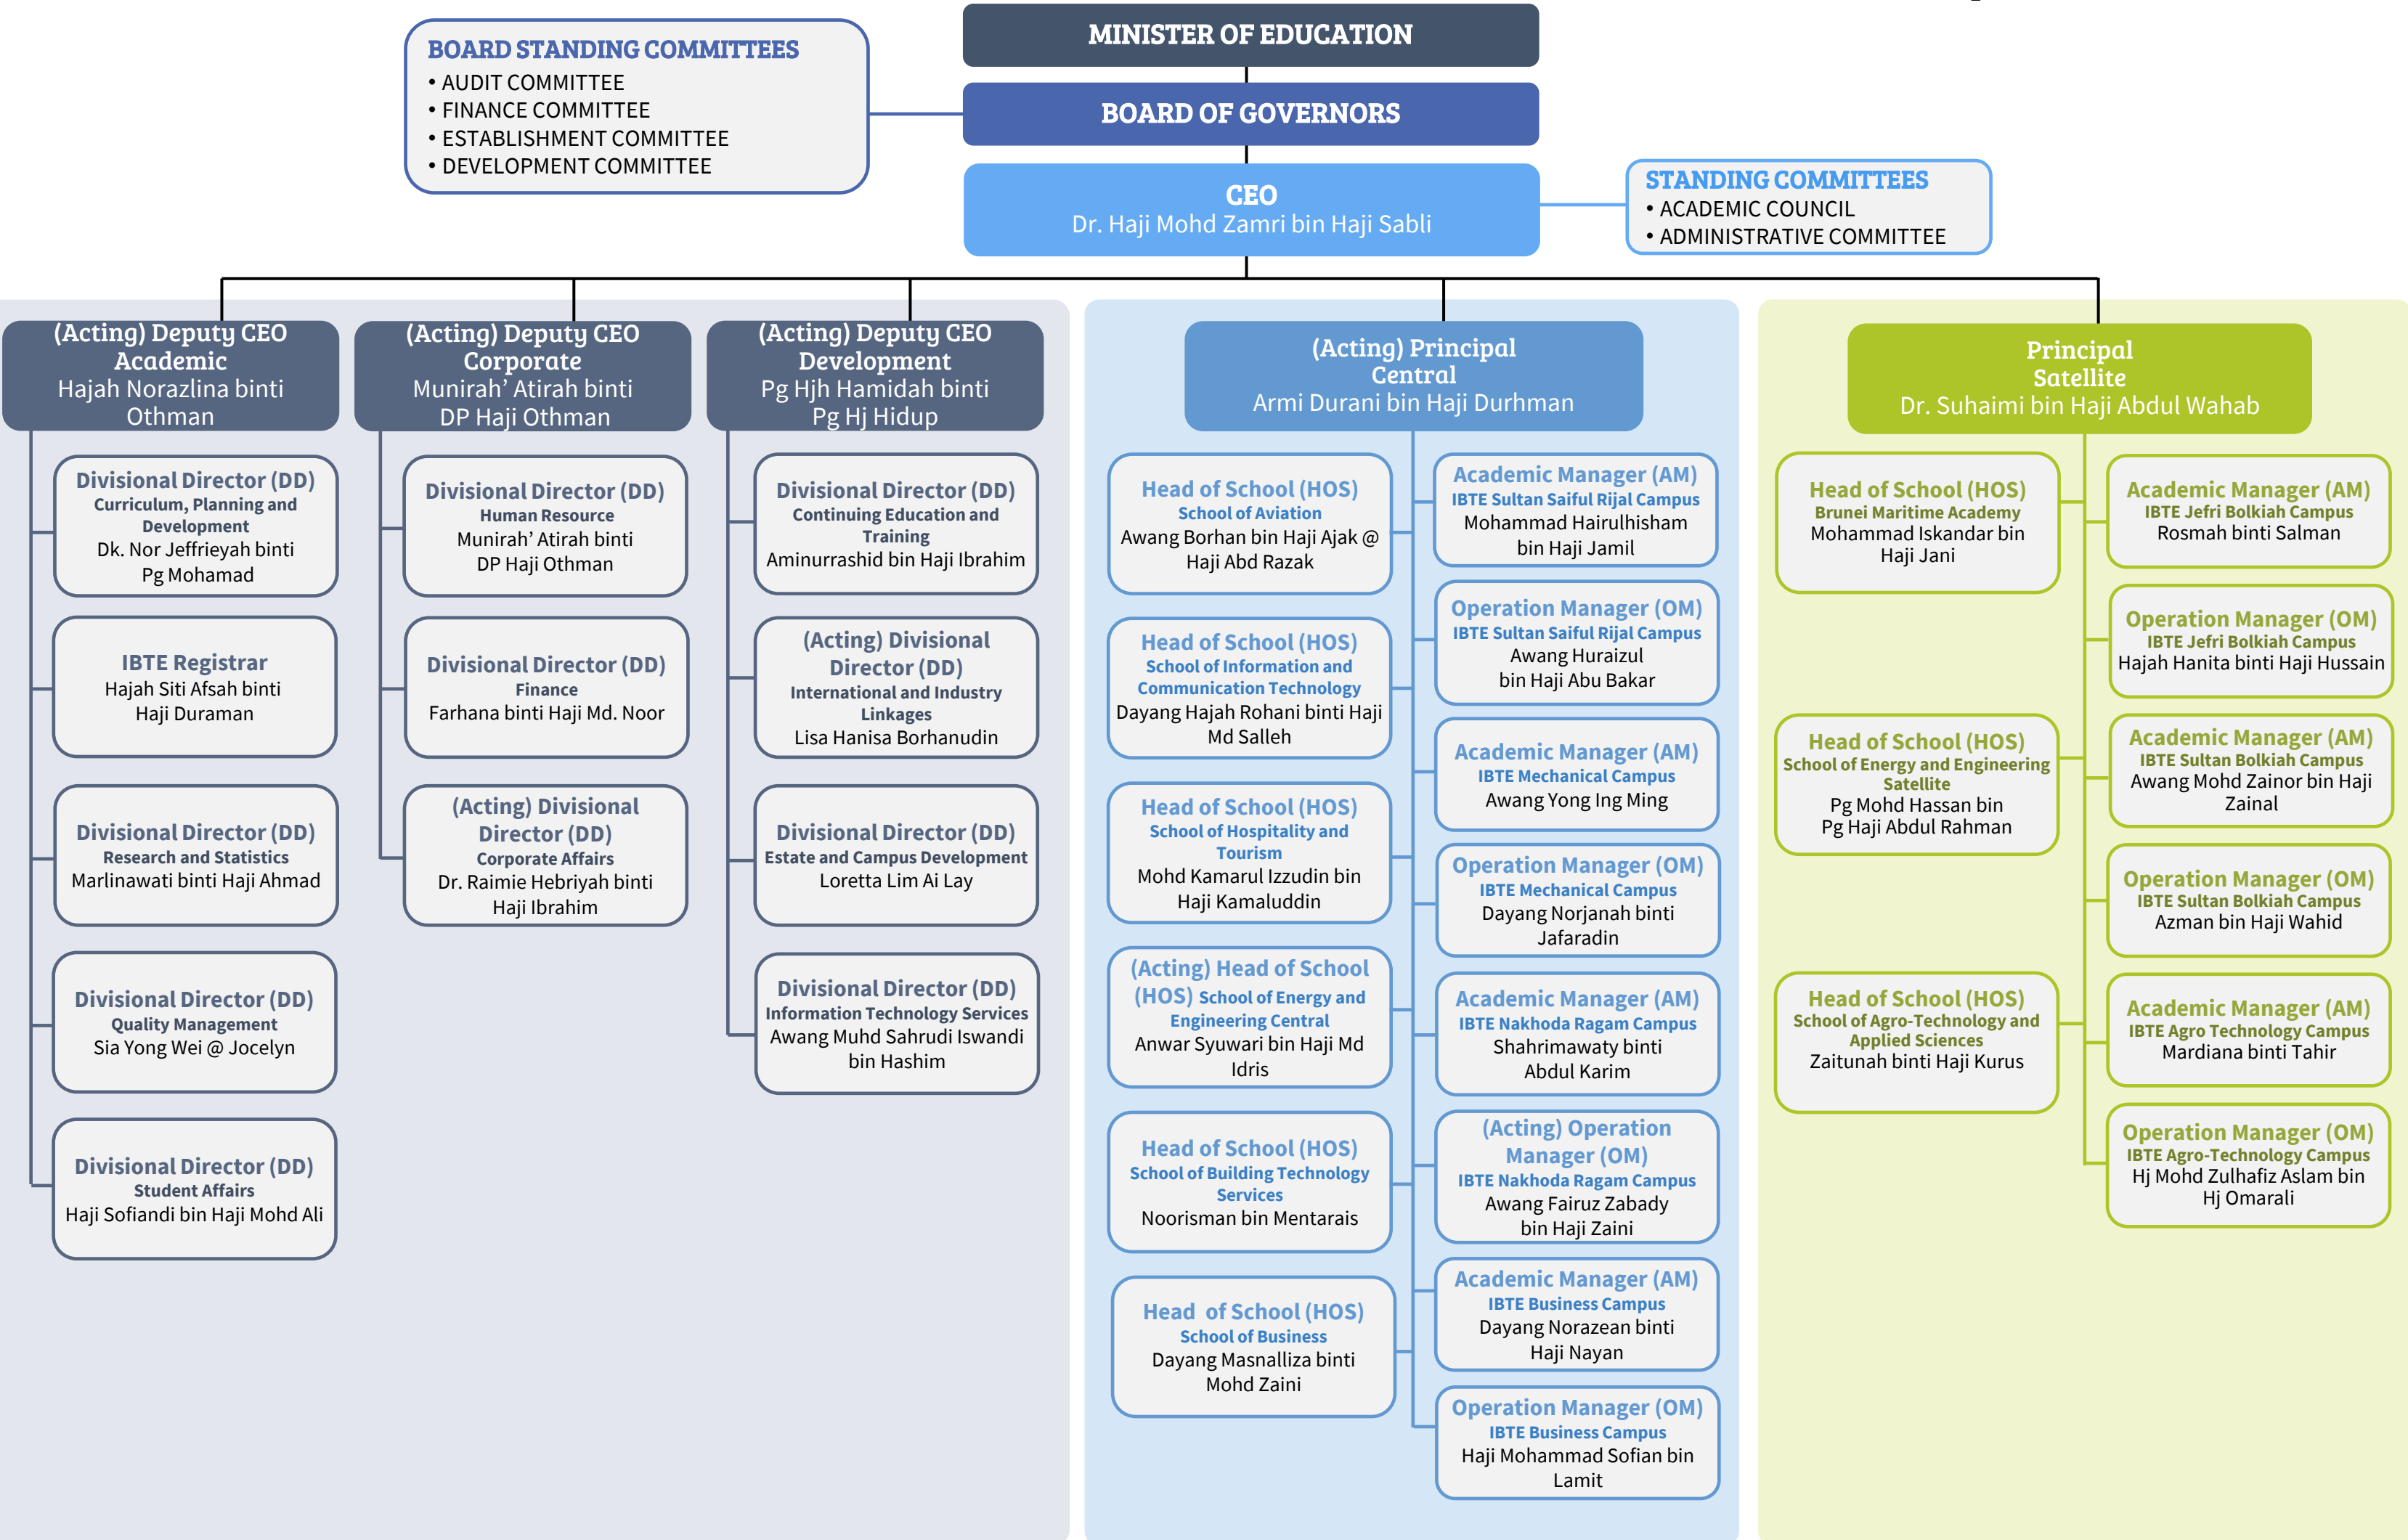 MINISTER OF EDUCATION
BOARD OF GOVERNORS
BOARD STANDING COMMITTEES
• AUDIT COMMITTEE
• FINANCE COMMITTEE
• ESTABLISHMENT COMMITTEE
• DEVELOPMENT COMMITTEE
CEO
Dr. Haji Mohd Zamri bin Haji Sabli
STANDING COMMITTEES
• ACADEMIC COUNCIL
• ADMINISTRATIVE COMMITTEE
(Acting) Deputy CEO
Academic
Hajah Norazlina binti
Othman
Divisional Director (DD)
Curriculum, Planning and
Development
Dk. Nor Jeffrieyah binti
Pg Mohamad
IBTE Registrar
Hajah Siti Afsah binti
Haji Duraman
Divisional Director (DD)
Research and Statistics
Marlinawati binti Haji Ahmad
Divisional Director (DD)
Quality Management
Sia Yong Wei @ Jocelyn
Divisional Director (DD)
Student Affairs
Haji Sofiandi bin Haji Mohd Ali
(Acting) Deputy CEO
Corporate
Munirah’ Atirah binti
DP Haji Othman
Divisional Director (DD)
Human Resource
Munirah’ Atirah binti
DP Haji Othman
Divisional Director (DD)
Finance
Farhana binti Haji Md. Noor
(Acting) Divisional
Director (DD)
Corporate Affairs
Dr. Raimie Hebriyah binti
Haji Ibrahim
(Acting) Deputy CEO
Development
Pg Hjh Hamidah binti
Pg Hj Hidup
Divisional Director (DD)
Continuing Education and
Training
Aminurrashid bin Haji Ibrahim
(Acting) Divisional
Director (DD)
International and Industry
Linkages
Lisa Hanisa Borhanudin
Divisional Director (DD)
Estate and Campus Development
Loretta Lim Ai Lay
Divisional Director (DD)
Information Technology Services
Awang Muhd Sahrudi Iswandi
bin Hashim
(Acting) Principal
Central
Armi Durani bin Haji Durhman
Head of School (HOS)
School of Aviation
Awang Borhan bin Haji Ajak @
Haji Abd Razak
Head of School (HOS)
School of Information and
Communication Technology
Dayang Hajah Rohani binti Haji
Md Salleh
Head of School (HOS)
School of Hospitality and
Tourism
Mohd Kamarul Izzudin bin
Haji Kamaluddin
(Acting) Head of School
(HOS) School of Energy and
Engineering Central
Anwar Syuwari bin Haji Md
Idris
Head of School (HOS)
School of Building Technology
Services
Noorisman bin Mentarais
Head of School (HOS)
School of Business
Dayang Masnalliza binti
Mohd Zaini
Academic Manager (AM)
IBTE Sultan Saiful Rijal Campus
Mohammad Hairulhisham
bin Haji Jamil
Operation Manager (OM)
IBTE Sultan Saiful Rijal Campus
Awang Huraizul
bin Haji Abu Bakar
Academic Manager (AM)
IBTE Mechanical Campus
Awang Yong Ing Ming
Operation Manager (OM)
IBTE Mechanical Campus
Dayang Norjanah binti
Jafaradin
Academic Manager (AM)
IBTE Nakhoda Ragam Campus
Shahrimawaty binti
Abdul Karim
(Acting) Operation
Manager (OM)
IBTE Nakhoda Ragam Campus
Awang Fairuz Zabady
bin Haji Zaini
Academic Manager (AM)
IBTE Business Campus
Dayang Norazean binti
Haji Nayan
Operation Manager (OM)
IBTE Business Campus
Haji Mohammad Sofian bin
Lamit
Principal
Satellite
Dr. Suhaimi bin Haji Abdul Wahab
Head of School (HOS)
Brunei Maritime Academy
Mohammad Iskandar bin
Haji Jani
Head of School (HOS)
School of Energy and Engineering
Satellite
Pg Mohd Hassan bin
Pg Haji Abdul Rahman
Head of School (HOS)
School of Agro-Technology and
Applied Sciences
Zaitunah binti Haji Kurus
Academic Manager (AM)
IBTE Jefri Bolkiah Campus
Rosmah binti Salman
Operation Manager (OM)
IBTE Jefri Bolkiah Campus
Hajah Hanita binti Haji Hussain
Academic Manager (AM)
IBTE Sultan Bolkiah Campus
Awang Mohd Zainor bin Haji
Zainal
Operation Manager (OM)
IBTE Sultan Bolkiah Campus
Azman bin Haji Wahid
Academic Manager (AM)
IBTE Agro Technology Campus
Mardiana binti Tahir
Operation Manager (OM)
IBTE Agro-Technology Campus
Hj Mohd Zulhafiz Aslam bin
Hj Omarali